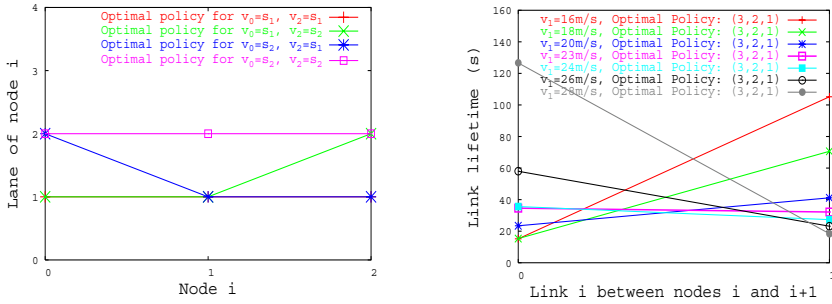 4
3
2
1
0
Lane of node i
Optimal policy for v0=s1, v2=s1
Optimal policy for v0=s1, v2=s2
Optimal policy for v0=s2, v2=s1
Optimal policy for v0=s2, v2=s2
0
1
2
Node i
160
140
120
100
80
60
40
20
0
Link lifetime (s)
v1=16m/s, Optimal Policy: (3,2,1)
v1=18m/s, Optimal Policy: (3,2,1)
v1=20m/s, Optimal Policy: (3,2,1)
v1=23m/s, Optimal Policy: (3,2,1)
v1=24m/s, Optimal Policy: (3,2,1)
v1=26m/s, Optimal Policy: (3,2,1)
v1=28m/s, Optimal Policy: (3,2,1)
0
1
Link i between nodes i and i+1